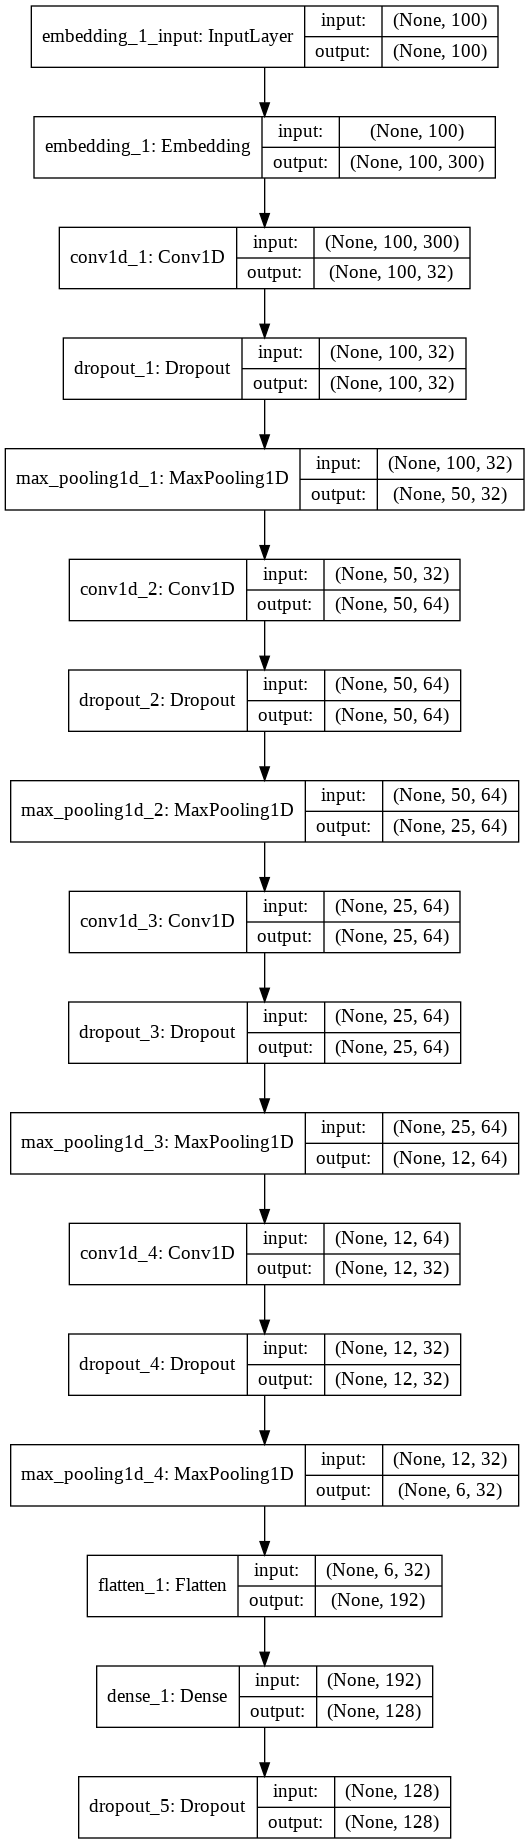 embedding_1_input: InputLayer
input: (None, 100)
output: (None, 100)
embedding_1: Embedding
input: (None, 100)
output: (None, 100, 300)
conv1d_1: Conv1D
input: (None, 100, 300)
output: (None, 100, 32)
dropout_1: Dropout
input: (None, 100, 32)
output: (None, 100, 32)
max_pooling1d_1: MaxPooling1D
input: (None, 100, 32)
output: (None, 50, 32)
conv1d_2: Conv1D
input: (None, 50, 32)
output: (None, 50, 64)
dropout_2: Dropout
input: (None, 50, 64)
output: (None, 50, 64)
max_pooling1d_2: MaxPooling1D
input: (None, 50, 64)
output: (None, 25, 64)
conv1d_3: Conv1D
input: (None, 25, 64)
output: (None, 25, 64)
dropout_3: Dropout
input: (None, 25, 64)
output: (None, 25, 64)
max_pooling1d_3: MaxPooling1D
input: (None, 25, 64)
output: (None, 12, 64)
conv1d_4: Conv1D
input: (None, 12, 64)
output: (None, 12, 32)
dropout_4: Dropout
input: (None, 12, 32)
output: (None, 12, 32)
max_pooling1d_4: MaxPooling1D
input: (None, 12, 32)
output: (None, 6, 32)
flatten_1: Flatten
input: (None, 6, 32)
output: (None, 192)
dense_1: Dense
input: (None, 192)
output: (None, 128)
dropout_5: Dropout
input: (None, 128)
output: (None, 128)